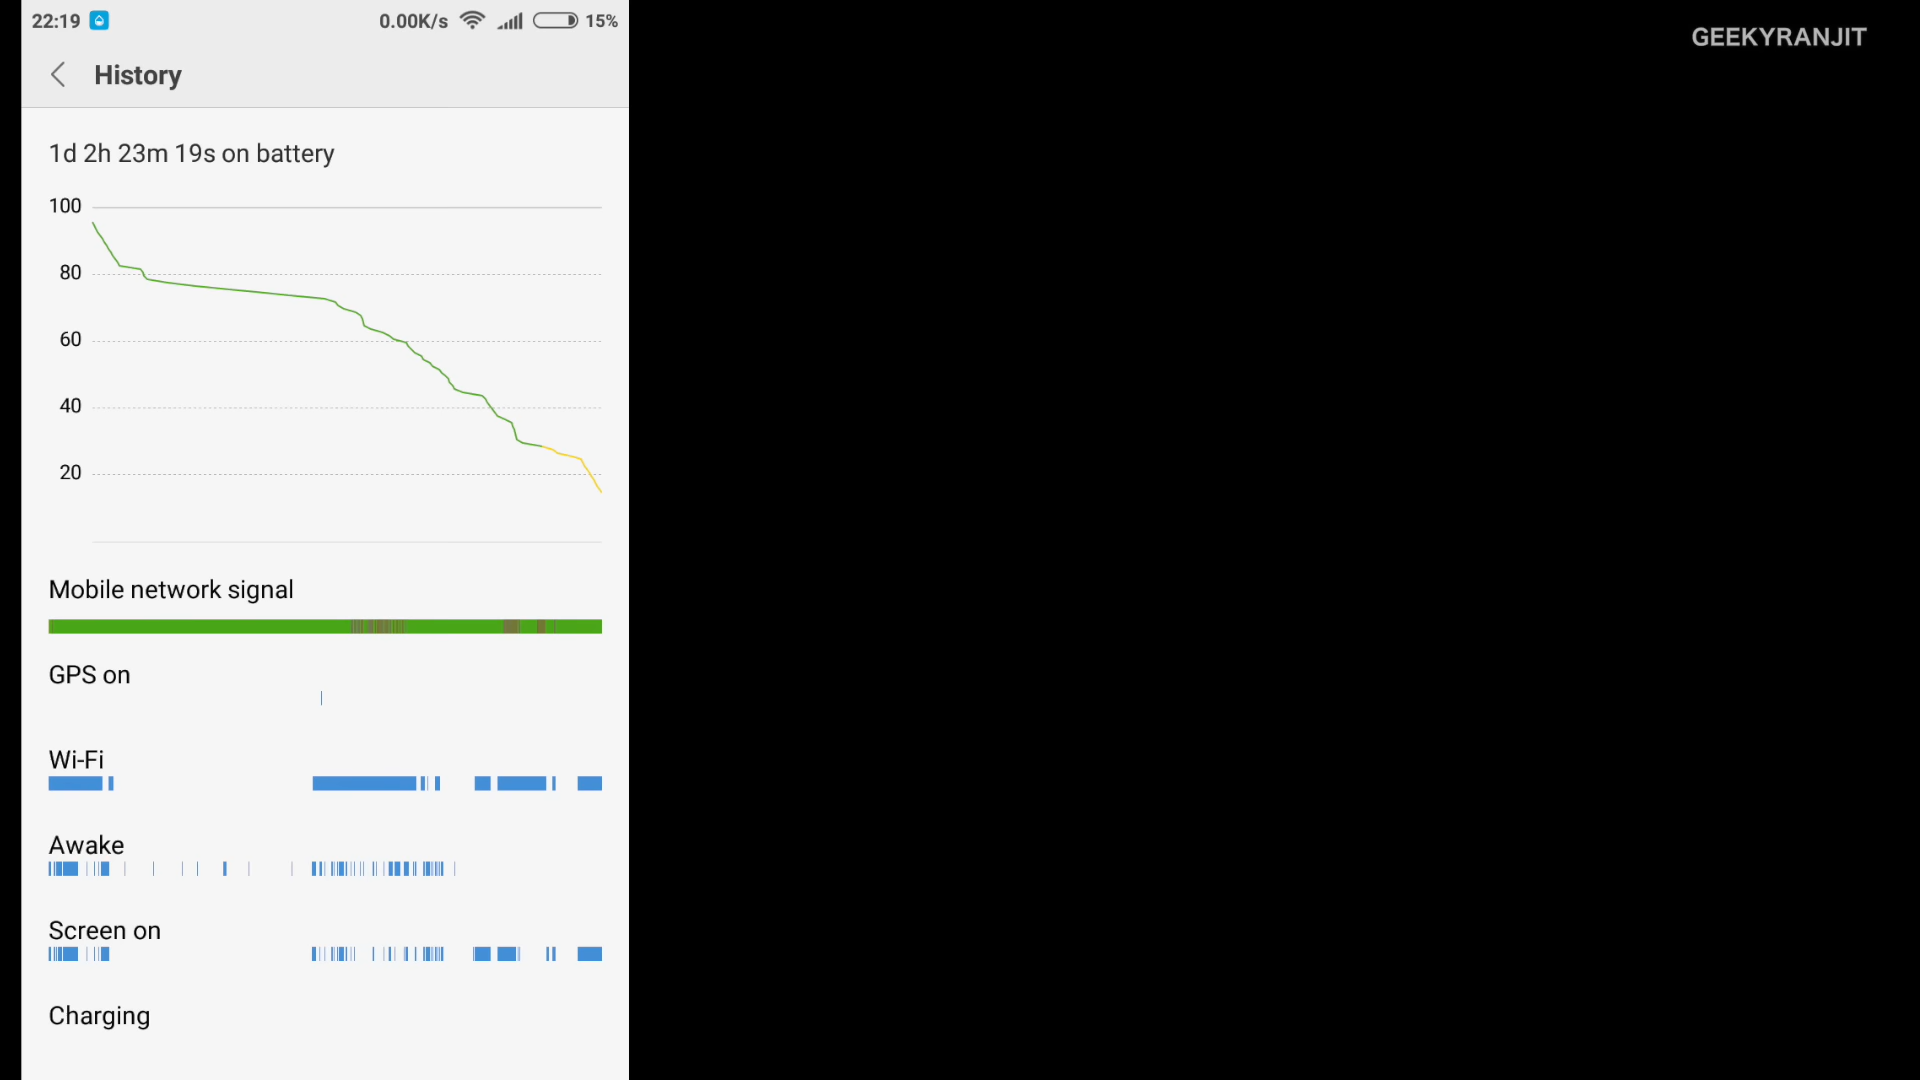 22:19 0.00K/s 15%
GEEKYRANJIT
History
1d 2h 23m 19s on battery
100
80
60
40
20
Mobile network signal
GPS on
Wi-Fi
Awake
Screen on
Charging